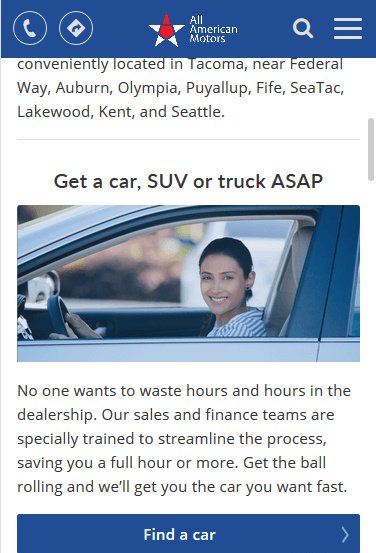 All
American
Motors
conveniently located in Tacoma, near Federal
Way, Auburn, Olympia, Puyallup, Fife, SeaTac,
Lakewood, Kent, and Seattle.
Get a car, SUV or truck ASAP
No one wants to waste hours and hours in the
dealership. Our sales and finance teams are
specially trained to streamline the process,
saving you a full hour or more. Get the ball
rolling and we’ll get you the car you want fast.
Find a car